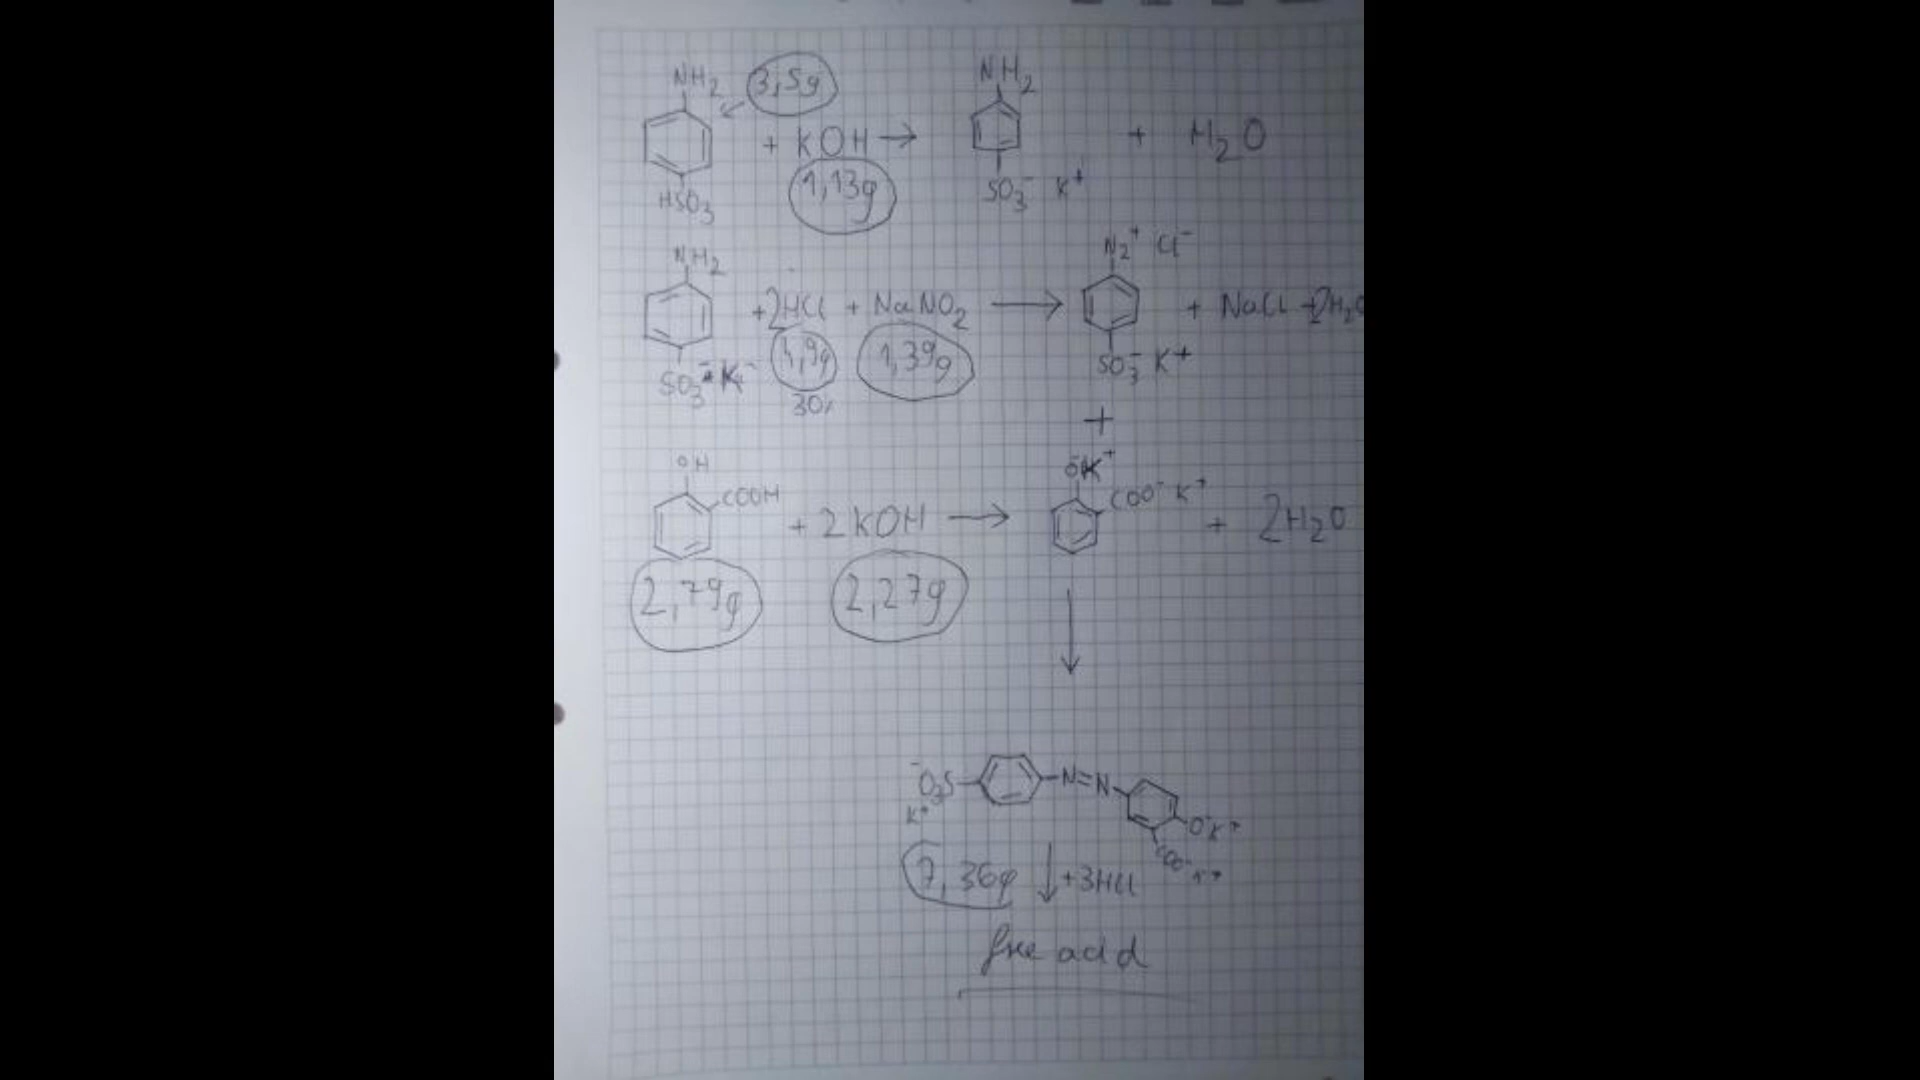 NH2 3,5g NH2
+ KOH → + H2O
HSO3 1,13g SO3- K+
NH2 N2+ Cl-
+2HCl + NaNO2 → + NaCl +2H2O
SO3- K 1,39g SO3- K+
30%
+
OH K+
COOH COO- K+
+ 2KOH → + 2H2O
2,79g 2,27g
↓
-O3S N=N
K+ O-K+
COO-
7,36g ↓ +3HCl
free acid